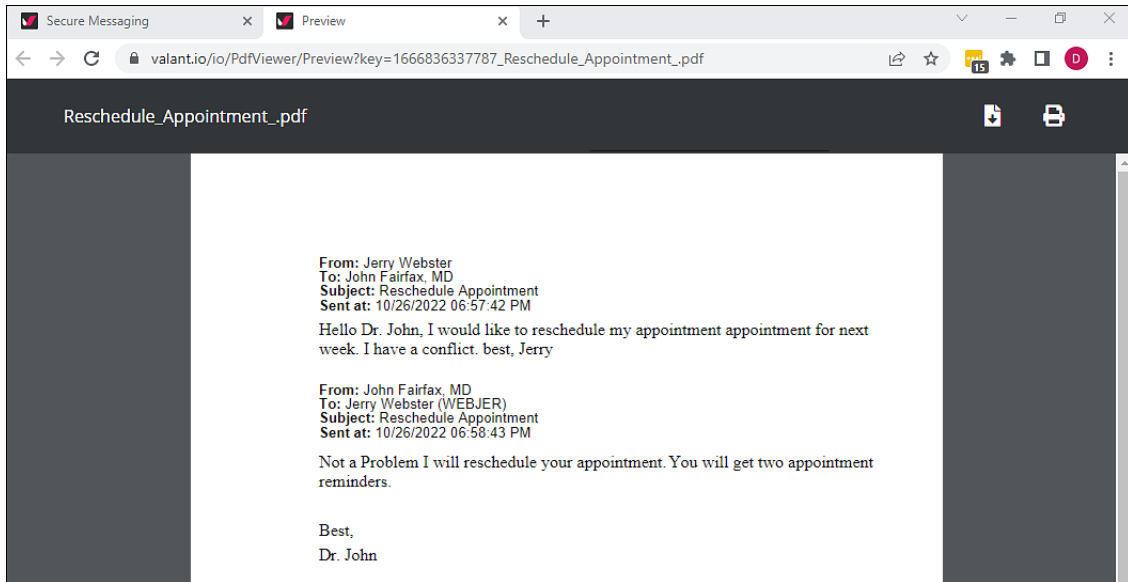 Secure Messaging
Preview
valant.io/io/PdfViewer/Preview?key=1666836337787_Reschedule_Appointment_.pdf
15
D
Reschedule_Appointment_.pdf
From: Jerry Webster
To: John Fairfax, MD
Subject: Reschedule Appointment
Sent at: 10/26/2022 06:57:42 PM
Hello Dr. John, I would like to reschedule my appointment appointment for next
week. I have a conflict. best, Jerry
From: John Fairfax, MD
To: Jerry Webster (WEBJER)
Subject: Reschedule Appointment
Sent at: 10/26/2022 06:58:43 PM
Not a Problem I will reschedule your appointment. You will get two appointment
reminders.
Best,
Dr. John